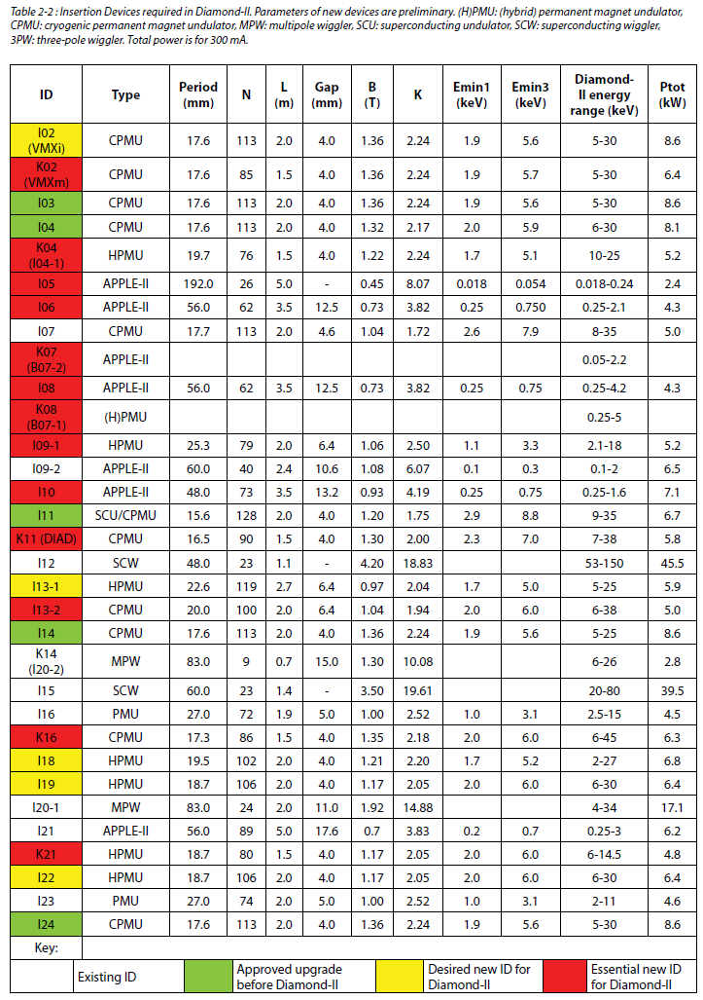 Table 2-2 : Insertion Devices required in Diamond-II. Parameters of new devices are preliminary. (H)PMU: (hybrid) permanent magnet undulator,
CPMU: cryogenic permanent magnet undulator, MPW: multipole wiggler, SCU: superconducting undulator, SCW: superconducting wiggler,
3PW: three-pole wiggler. Total power is for 300 mA.
ID Type Period (mm) N L (m) Gap (mm) B (T) K Emin1 (keV) Emin3 (keV) Diamond-II energy range (keV) Ptot (kW)
I02 (VMXi) CPMU 17.6 113 2.0 4.0 1.36 2.24 1.9 5.6 5-30 8.6
K02 (VMXm) CPMU 17.6 85 1.5 4.0 1.36 2.24 1.9 5.7 5-30 6.4
I03 CPMU 17.6 113 2.0 4.0 1.36 2.24 1.9 5.6 5-30 8.6
I04 CPMU 17.6 113 2.0 4.0 1.32 2.17 2.0 5.9 6-30 8.1
K04 (I04-1) HPMU 19.7 76 1.5 4.0 1.22 2.24 1.7 5.1 10-25 5.2
I05 APPLE-II 192.0 26 5.0 - 0.45 8.07 0.018 0.054 0.018-0.24 2.4
I06 APPLE-II 56.0 62 3.5 12.5 0.73 3.82 0.25 0.750 0.25-2.1 4.3
I07 CPMU 17.7 113 2.0 4.6 1.04 1.72 2.6 7.9 8-35 5.0
K07 (B07-2) APPLE-II 0.05-2.2
I08 APPLE-II 56.0 62 3.5 12.5 0.73 3.82 0.25 0.75 0.25-4.2 4.3
K08 (B07-1) (H)PMU 0.25-5
I09-1 HPMU 25.3 79 2.0 6.4 1.06 2.50 1.1 3.3 2.1-18 5.2
I09-2 APPLE-II 60.0 40 2.4 10.6 1.08 6.07 0.1 0.3 0.1-2 6.5
I10 APPLE-II 48.0 73 3.5 13.2 0.93 4.19 0.25 0.75 0.25-1.6 7.1
I11 SCU/CPMU 15.6 128 2.0 4.0 1.20 1.75 2.9 8.8 9-35 6.7
K11 (DIAD) CPMU 16.5 90 1.5 4.0 1.30 2.00 2.3 7.0 7-38 5.8
I12 SCW 48.0 23 1.1 - 4.20 18.83 53-150 45.5
I13-1 HPMU 22.6 119 2.7 6.4 0.97 2.04 1.7 5.0 5-25 5.9
I13-2 CPMU 20.0 100 2.0 6.4 1.04 1.94 2.0 6.0 6-38 5.0
I14 CPMU 17.6 113 2.0 4.0 1.36 2.24 1.9 5.6 5-25 8.6
K14 (I20-2) MPW 83.0 9 0.7 15.0 1.30 10.08 6-26 2.8
I15 SCW 60.0 23 1.4 - 3.50 19.61 20-80 39.5
I16 PMU 27.0 72 1.9 5.0 1.00 2.52 1.0 3.1 2.5-15 4.5
K16 CPMU 17.3 86 1.5 4.0 1.35 2.18 2.0 6.0 6-45 6.3
I18 HPMU 19.5 102 2.0 4.0 1.21 2.20 1.7 5.2 2-27 6.8
I19 HPMU 18.7 106 2.0 4.0 1.17 2.05 2.0 6.0 6-30 6.4
I20-1 MPW 83.0 24 2.0 11.0 1.92 14.88 4-34 17.1
I21 APPLE-II 56.0 89 5.0 17.6 0.7 3.83 0.2 0.7 0.25-3 6.2
K21 HPMU 18.7 80 1.5 4.0 1.17 2.05 2.0 6.0 6-14.5 4.8
I22 HPMU 18.7 106 2.0 4.0 1.17 2.05 2.0 6.0 6-30 6.4
I23 PMU 27.0 74 2.0 5.0 1.00 2.52 1.0 3.1 2-11 4.6
I24 CPMU 17.6 113 2.0 4.0 1.36 2.24 1.9 5.6 5-30 8.6
Key:
Existing ID
Approved upgrade before Diamond-II
Desired new ID for Diamond-II
Essential new ID for Diamond-II